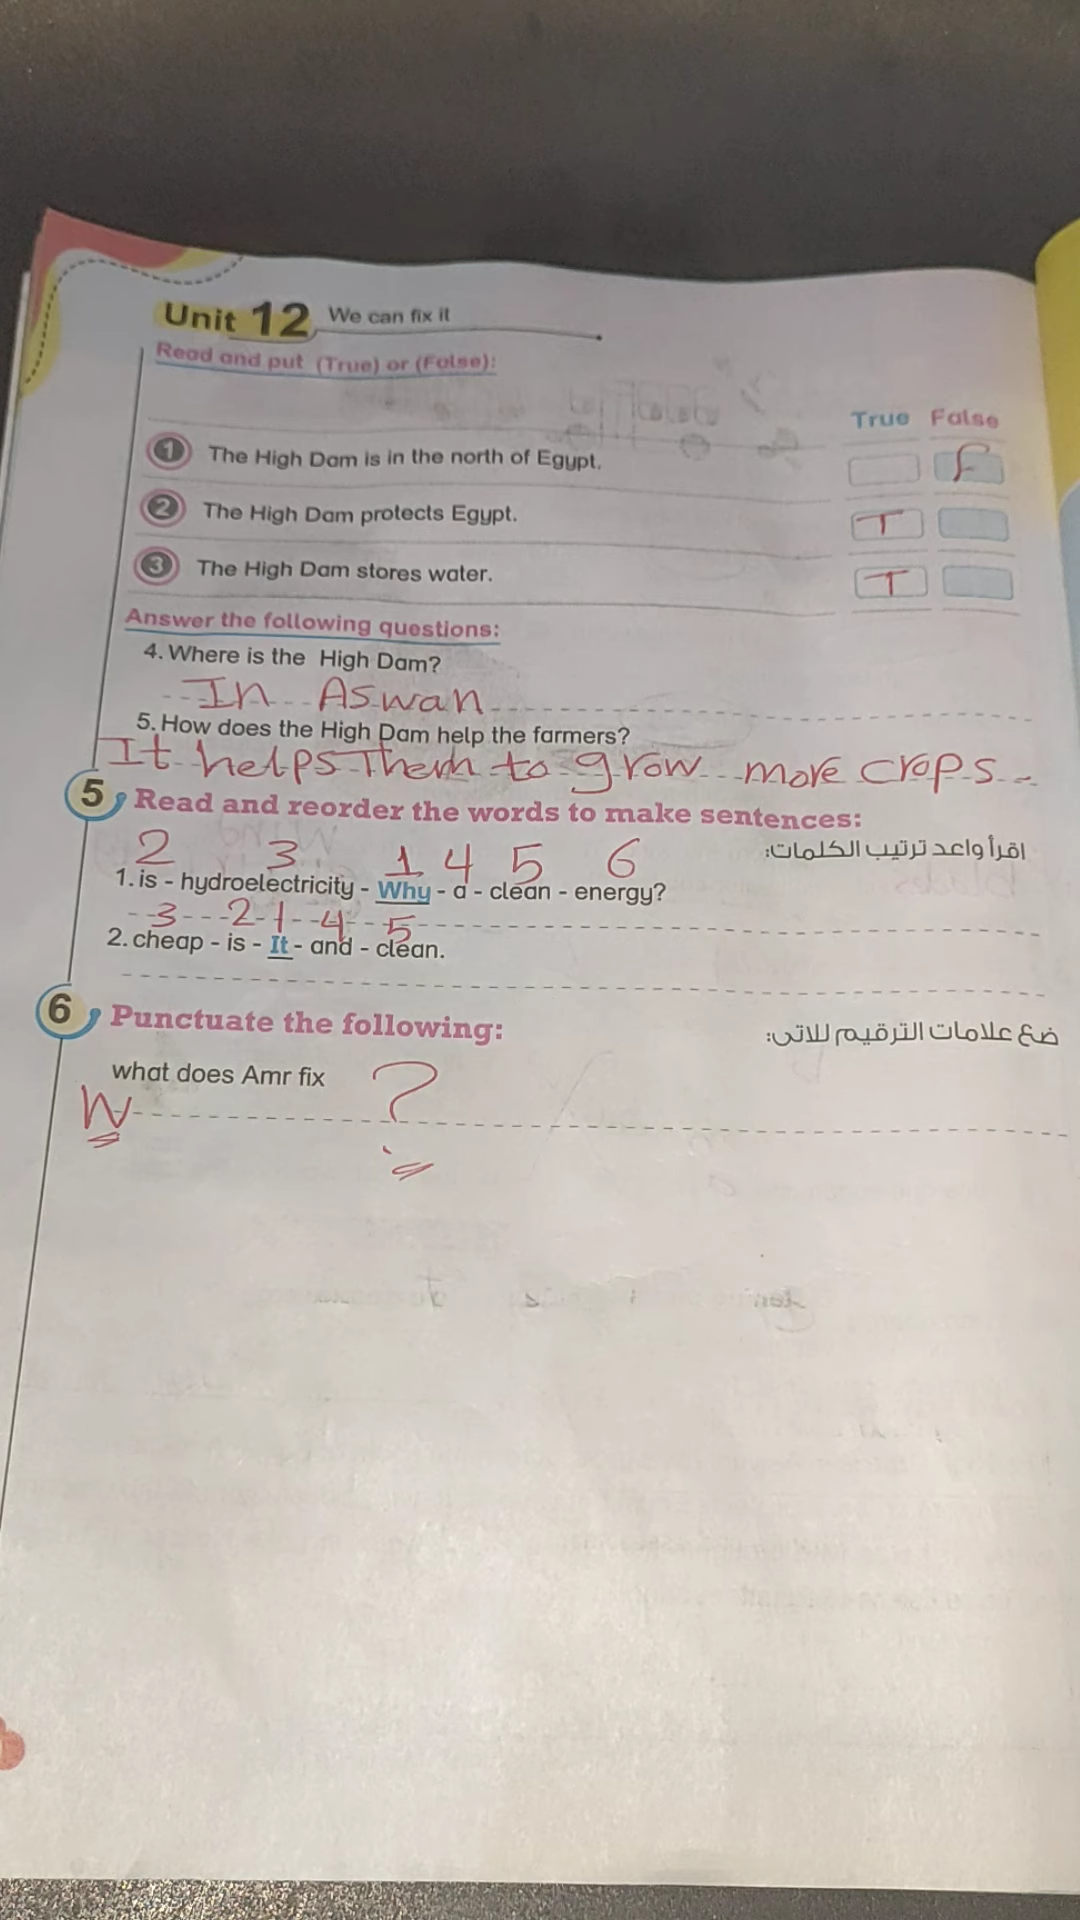 Unit 12 We can fix it
Read and put (True) or (False):
True False
1 The High Dam is in the north of Egypt. f
2 The High Dam protects Egypt. T
3 The High Dam stores water. T
Answer the following questions:
4. Where is the High Dam?
In Aswan
5. How does the High Dam help the farmers?
It helps Them to grow more crops
5 Read and reorder the words to make sentences:
اقرأ واعد ترتيب الكلمات:
2 3 1 4 5 6
1. is - hydroelectricity - Why - a - clean - energy?
3 2 1 4 5
2. cheap - is - It - and - clean.
6 Punctuate the following:
ضع علامات الترقيم للاتى:
what does Amr fix ?
W